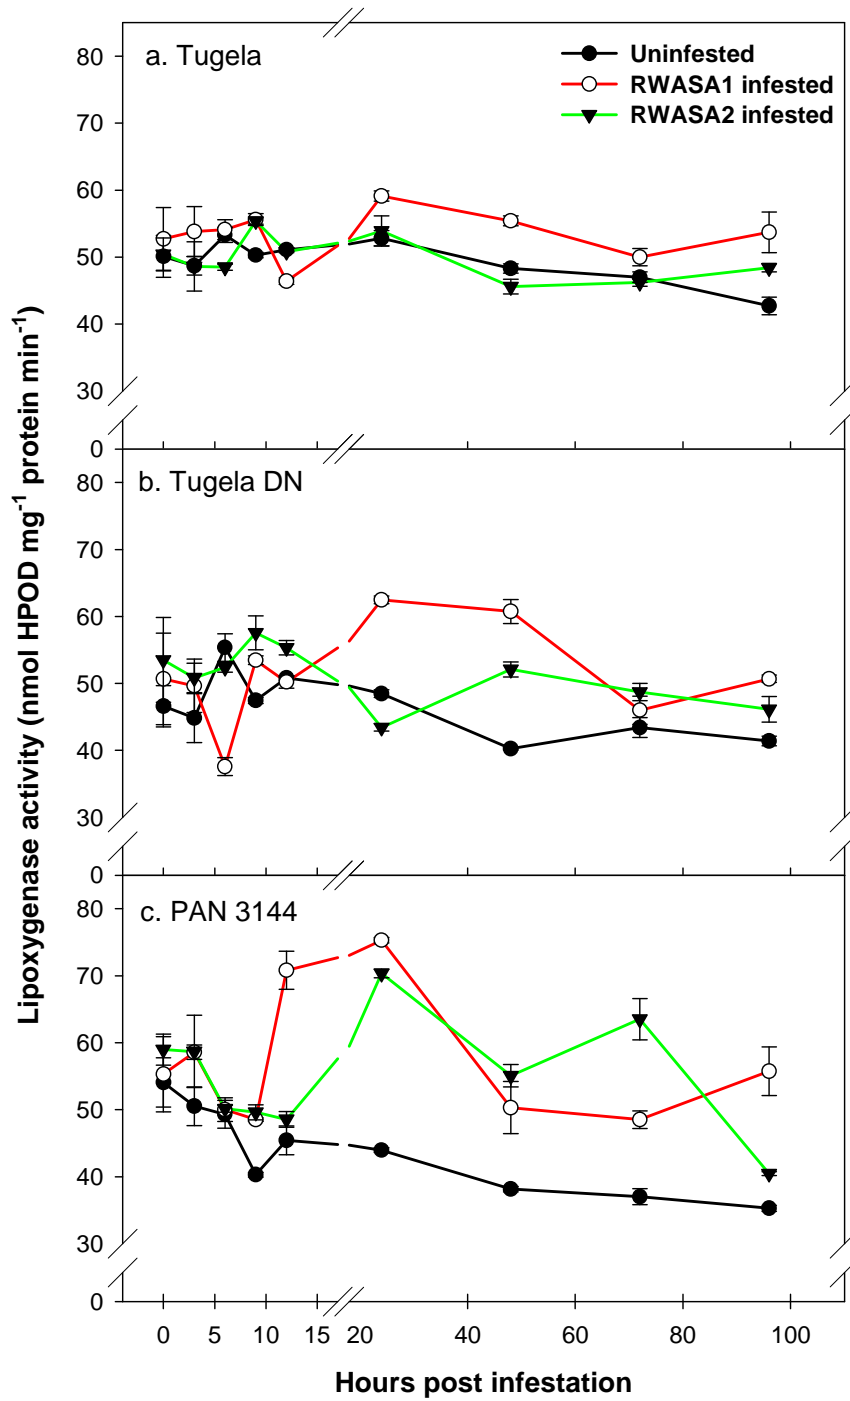 a. Tugela
Uninfested
RWASA1 infested
RWASA2 infested
80
70
60
50
40
30
0
b. Tugela DN
80
70
60
50
40
30
0
c. PAN 3144
80
70
60
50
40
30
0
0 5 10 15 20 40 60 80 100
Hours post infestation
Lipoxygenase activity (nmol HPOD mg⁻¹ protein min⁻¹)